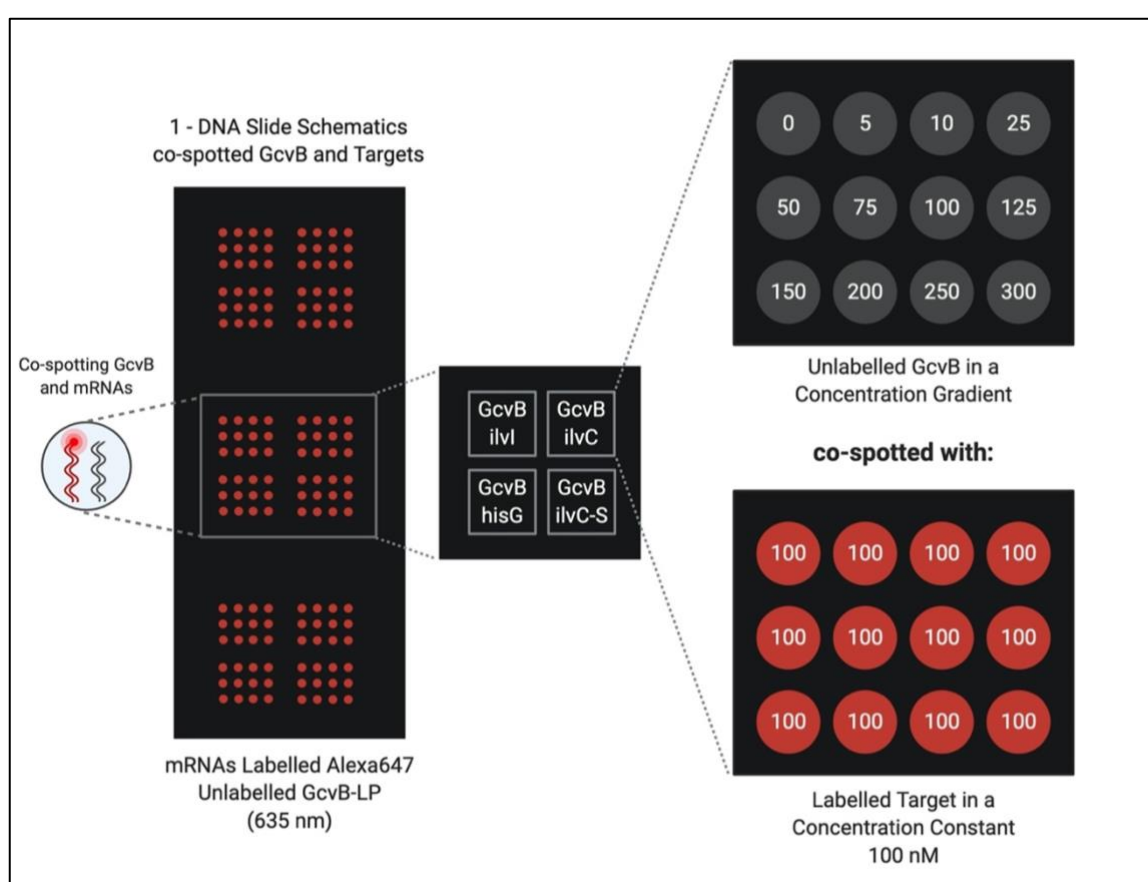 1 - DNA Slide Schematics
co-spotted GcvB and Targets
Co-spotting GcvB
and mRNAs
mRNAs Labelled Alexa647
Unlabelled GcvB-LP
(635 nm)
GcvB
ilvI
GcvB
ilvC
GcvB
hisG
GcvB
ilvC-S
0 5 10 25
50 75 100 125
150 200 250 300
Unlabelled GcvB in a
Concentration Gradient
co-spotted with:
100 100 100 100
100 100 100 100
100 100 100 100
Labelled Target in a
Concentration Constant
100 nM